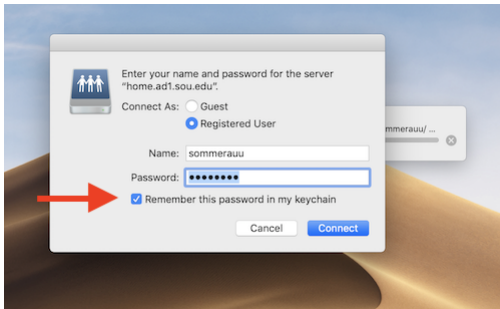 Enter your name and password for the server
“home.ad1.sou.edu”.
Connect As: Guest
Registered User
mmerauu/ ...
Name: sommerauu
Password: ••••••••
Remember this password in my keychain
Cancel Connect